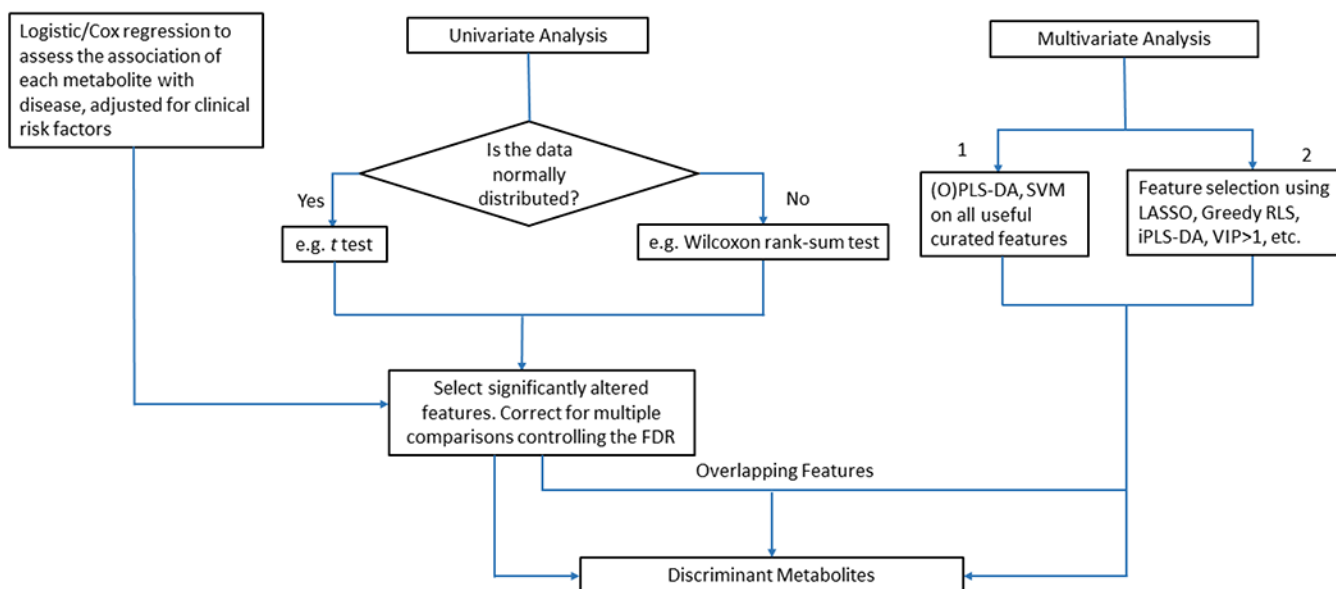 Logistic/Cox regression to
assess the association of
each metabolite with
disease, adjusted for clinical
risk factors
Univariate Analysis
Multivariate Analysis
Is the data
normally
distributed?
Yes
No
e.g. t test
e.g. Wilcoxon rank-sum test
1
2
(O)PLS-DA, SVM
on all useful
curated features
Feature selection using
LASSO, Greedy RLS,
iPLS-DA, VIP>1, etc.
Select significantly altered
features. Correct for multiple
comparisons controlling the FDR
Overlapping Features
Discriminant Metabolites